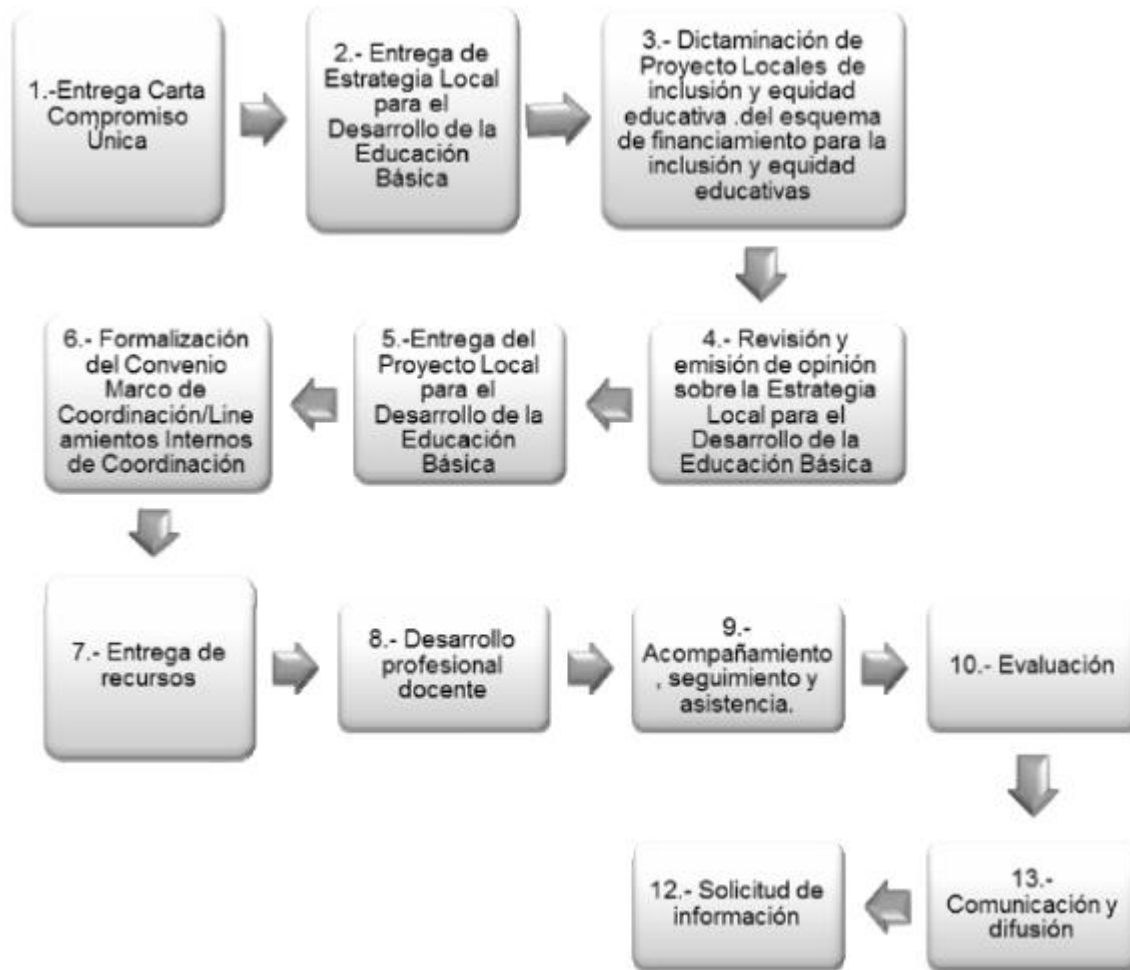 1.-Entrega Carta
Compromiso
Única
2.- Entrega de
Estrategia Local
para el
Desarrollo de la
Educación
Básica
3.- Dictaminación de
Proyecto Locales de
inclusión y equidad
educativa .del esquema
de financiamiento para la
inclusión y equidad
educativas
4.- Revisión y
emisión de opinión
sobre la Estrategia
Local para el
Desarrollo de la
Educación Básica
5.-Entrega del
Proyecto Local
para el
Desarrollo de la
Educación
Básica
6.- Formalización
del Convenio
Marco de
Coordinación/Line
amientos Internos
de Coordinación
7.- Entrega de
recursos
8.- Desarrollo
profesional
docente
9.-
Acompañamiento
, seguimiento y
asistencia.
10.- Evaluación
13.-
Comunicación y
difusión
12.- Solicitud de
información